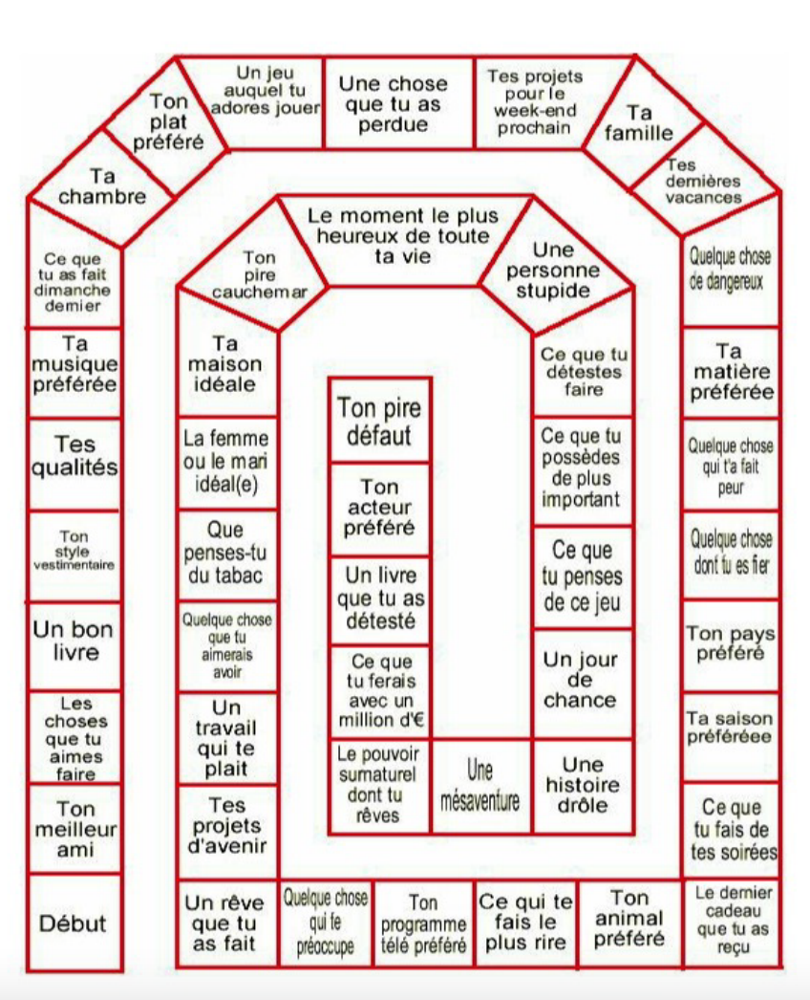 Début
Ton
meilleur
ami
Les
choses
que tu
aimes
faire
Un bon
livre
Ton
style
vestimentaire
Tes
qualités
Ta
musique
préférée
Ce que
tu as fait
dimanche
dernier
Ta
chambre
Ton
plat
préféré
Un jeu
auquel tu
adores jouer
Une chose
que tu as
perdue
Tes projets
pour le
week-end
prochain
Ta
famille
Tes
dernières
vacances
Quelque chose
de dangereux
Ta
matière
préférée
Quelque chose
qui t'a fait
peur
Quelque chose
dont tu es fier
Ton pays
préféré
Ta saison
préféréee
Ce que
tu fais de
tes soirées
Le dernier
cadeau
que tu as
reçu
Ton
animal
préféré
Ce qui te
fais le
plus rire
Ton
programme
télé préféré
Quelque chose
qui te
préoccupe
Un rêve
que tu
as fait
Tes
projets
d'avenir
Un
travail
qui te
plait
Quelque chose
que tu
aimerais
avoir
Que
penses-tu
du tabac
La femme
ou le mari
idéal(e)
Ta
maison
idéale
Ton
pire
cauchemar
Le moment le plus
heureux de toute
ta vie
Une
personne
stupide
Ce que tu
détestes
faire
Ce que tu
possèdes
de plus
important
Ce que
tu penses
de ce jeu
Un jour
de
chance
Une
histoire
drôle
Une
mésaventure
Le pouvoir
surnaturel
dont tu
rêves
Ce que
tu ferais
avec un
million d'€
Un livre
que tu as
détesté
Ton
acteur
préféré
Ton pire
défaut